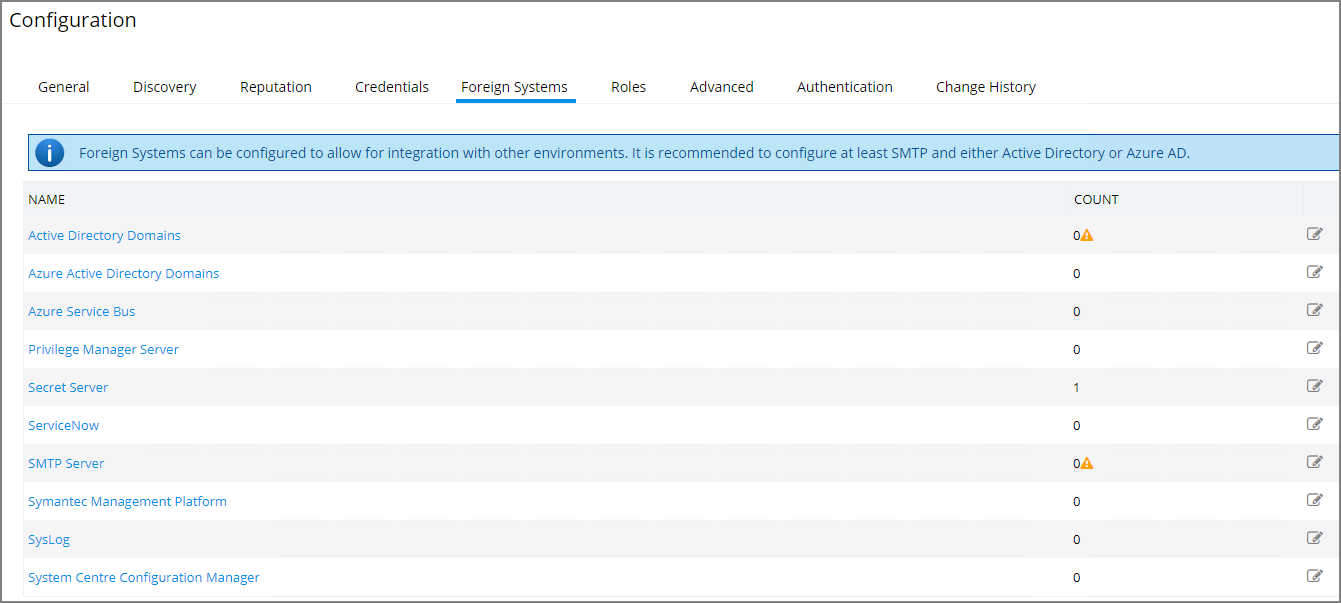 Configuration
General Discovery Reputation Credentials Foreign Systems Roles Advanced Authentication Change History
Foreign Systems can be configured to allow for integration with other environments. It is recommended to configure at least SMTP and either Active Directory or Azure AD.
NAME COUNT
Active Directory Domains 0
Azure Active Directory Domains 0
Azure Service Bus 0
Privilege Manager Server 0
Secret Server 1
ServiceNow 0
SMTP Server 0
Symantec Management Platform 0
SysLog 0
System Centre Configuration Manager 0